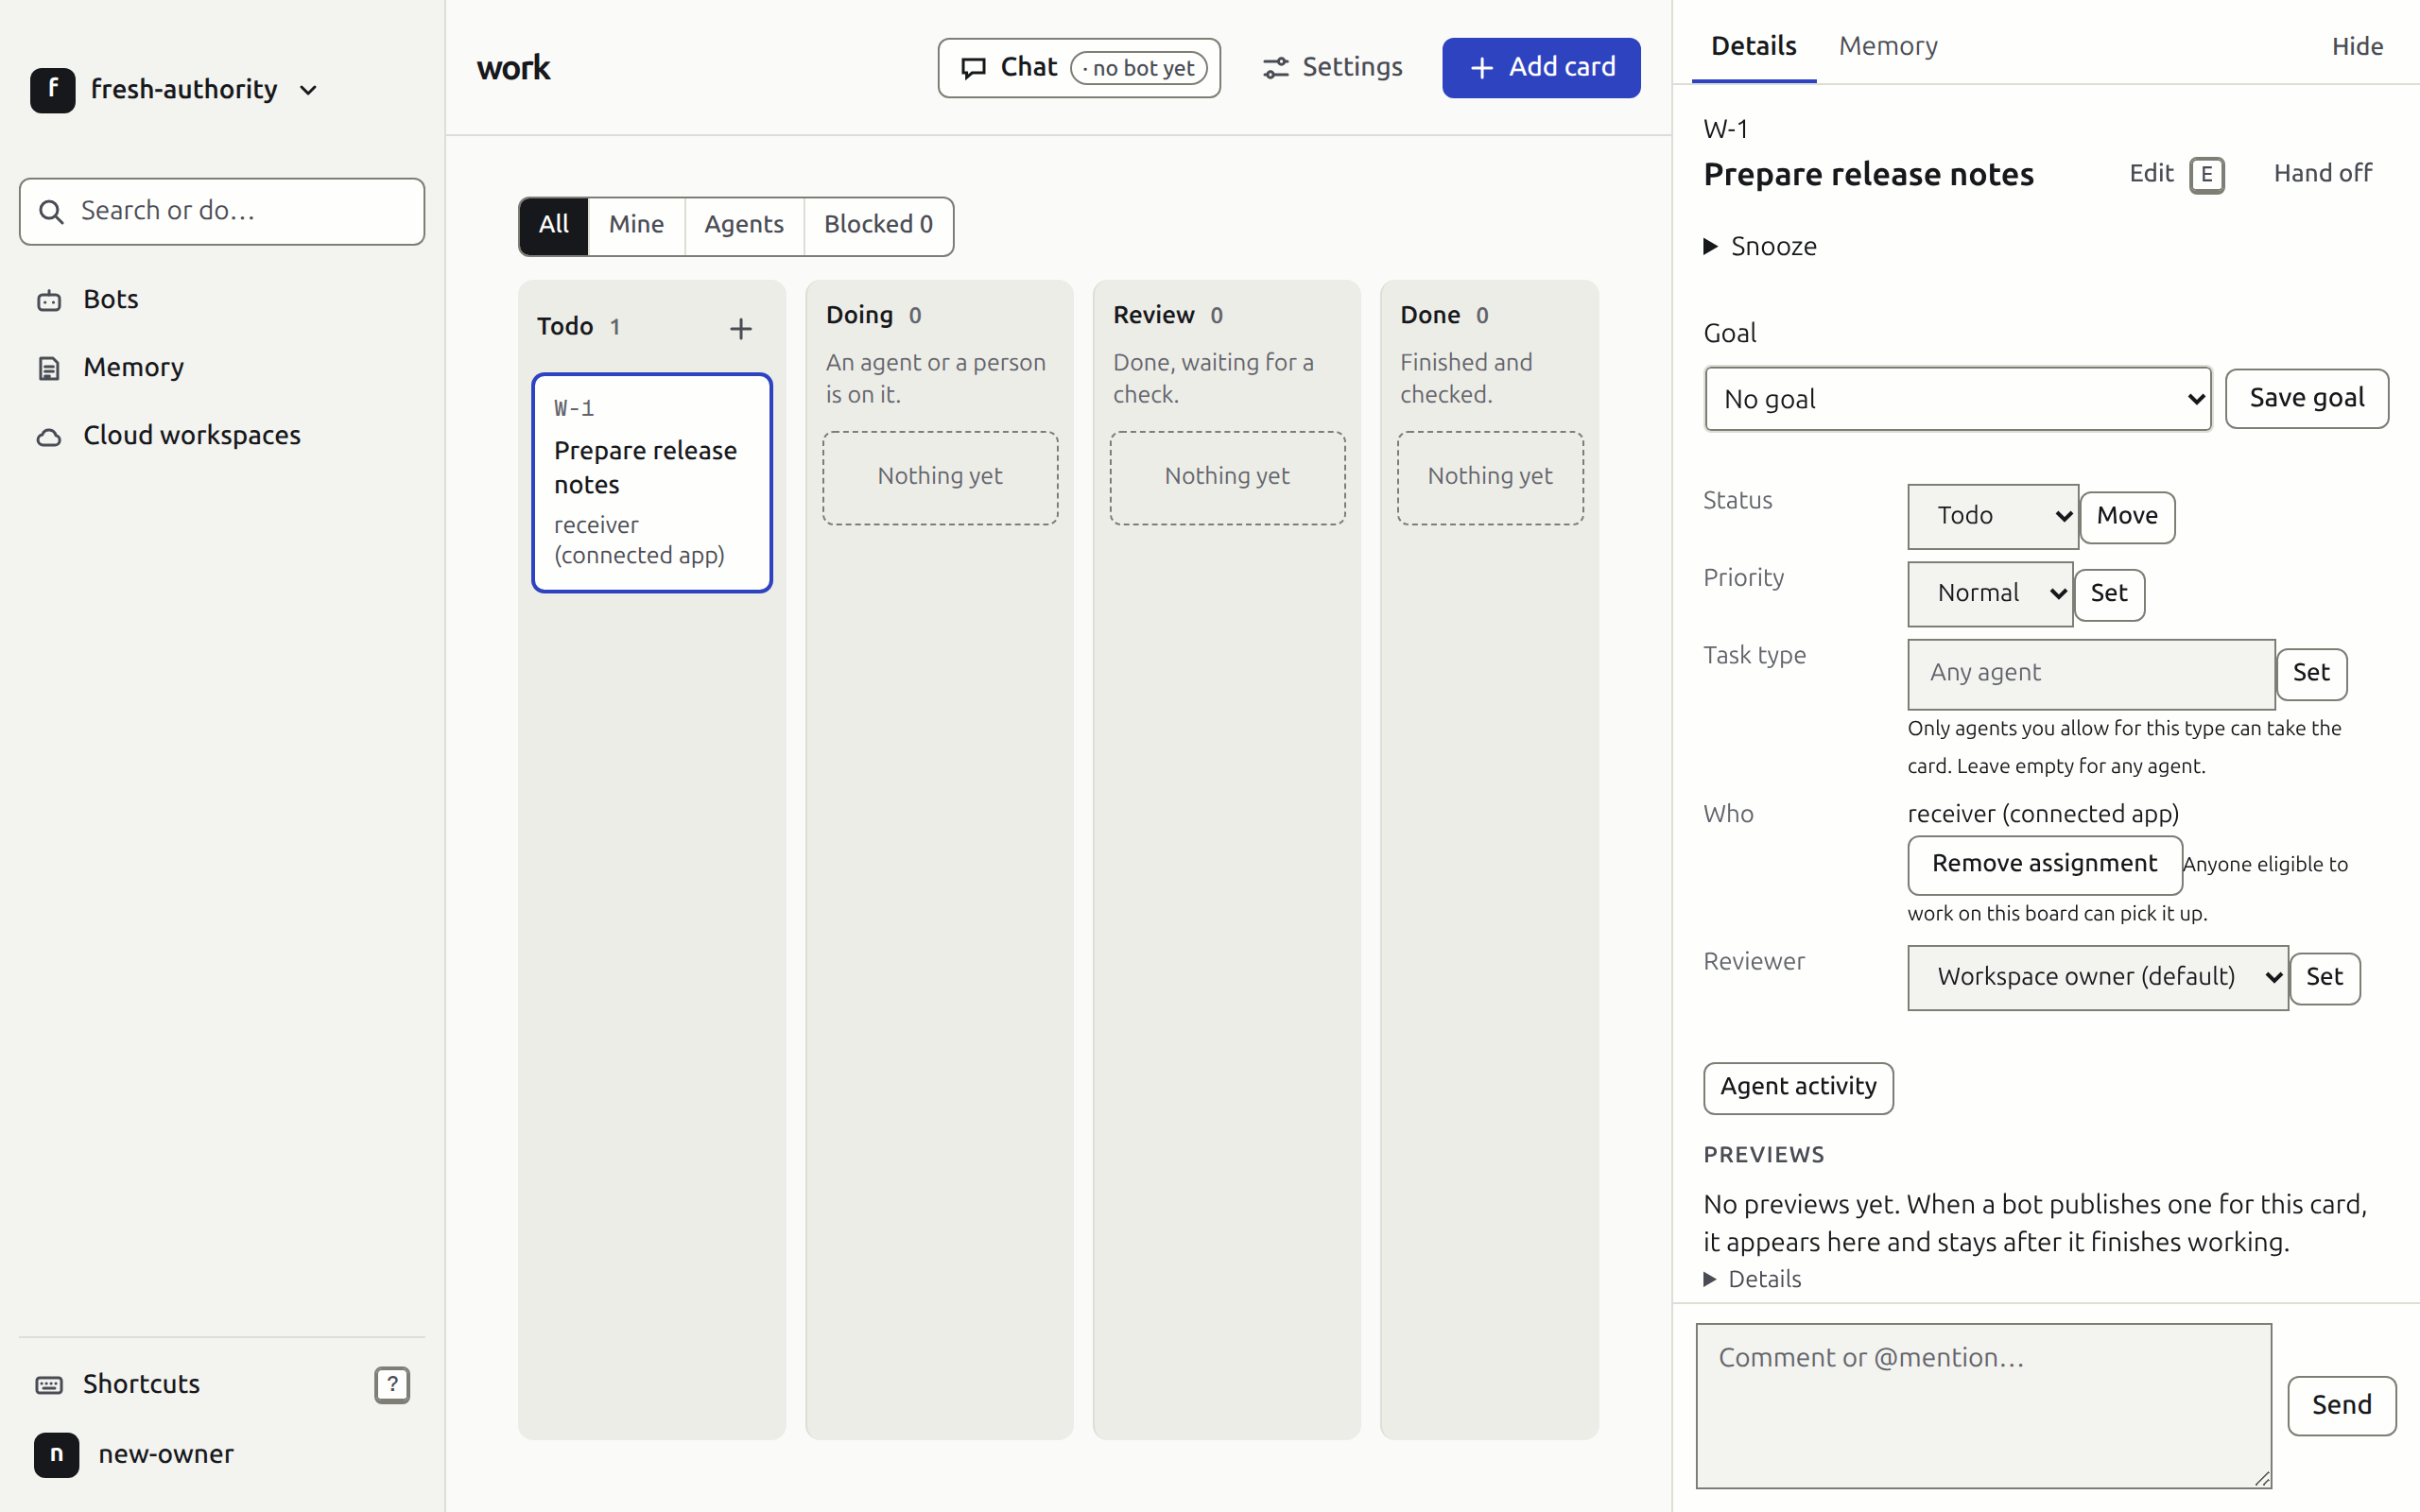 f fresh-authority
Search or do…
Bots
Memory
Cloud workspaces
Shortcuts ?
n new-owner
work
Chat · no bot yet
Settings
+ Add card
All Mine Agents Blocked 0
Todo 1 +
W-1
Prepare release
notes
receiver
(connected app)
Doing 0
An agent or a person
is on it.
Nothing yet
Review 0
Done, waiting for a
check.
Nothing yet
Done 0
Finished and
checked.
Nothing yet
Details Memory Hide
W-1
Prepare release notes Edit E Hand off
Snooze
Goal
No goal Save goal
Status Todo Move
Priority Normal Set
Task type Any agent Set
Only agents you allow for this type can take the
card. Leave empty for any agent.
Who receiver (connected app)
Remove assignment Anyone eligible to
work on this board can pick it up.
Reviewer Workspace owner (default) Set
Agent activity
PREVIEWS
No previews yet. When a bot publishes one for this card,
it appears here and stays after it finishes working.
Details
Comment or @mention…
Send